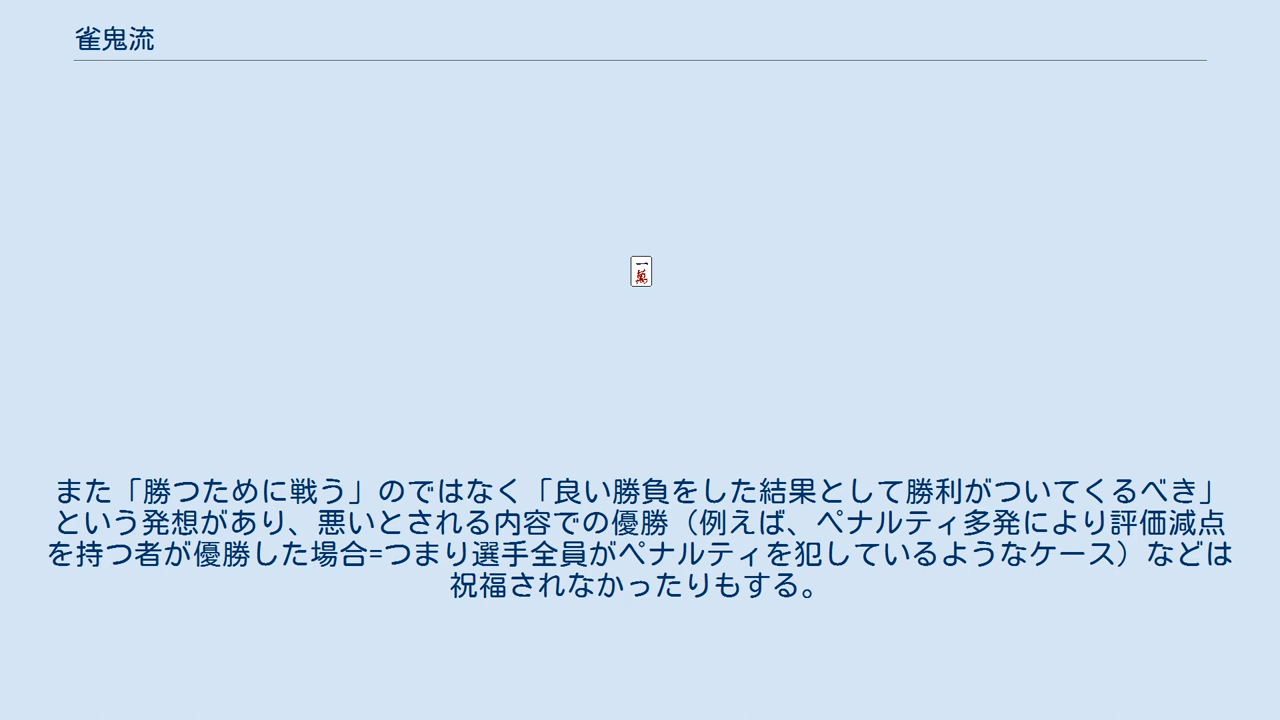 雀鬼流
一
萬
また「勝つために戦う」のではなく「良い勝負をした結果として勝利がついてくるべき」
という発想があり、悪いとされる内容での優勝（例えば、ペナルティ多発により評価減点
を持つ者が優勝した場合=つまり選手全員がペナルティを犯しているようなケース）などは
祝福されなかったりもする。